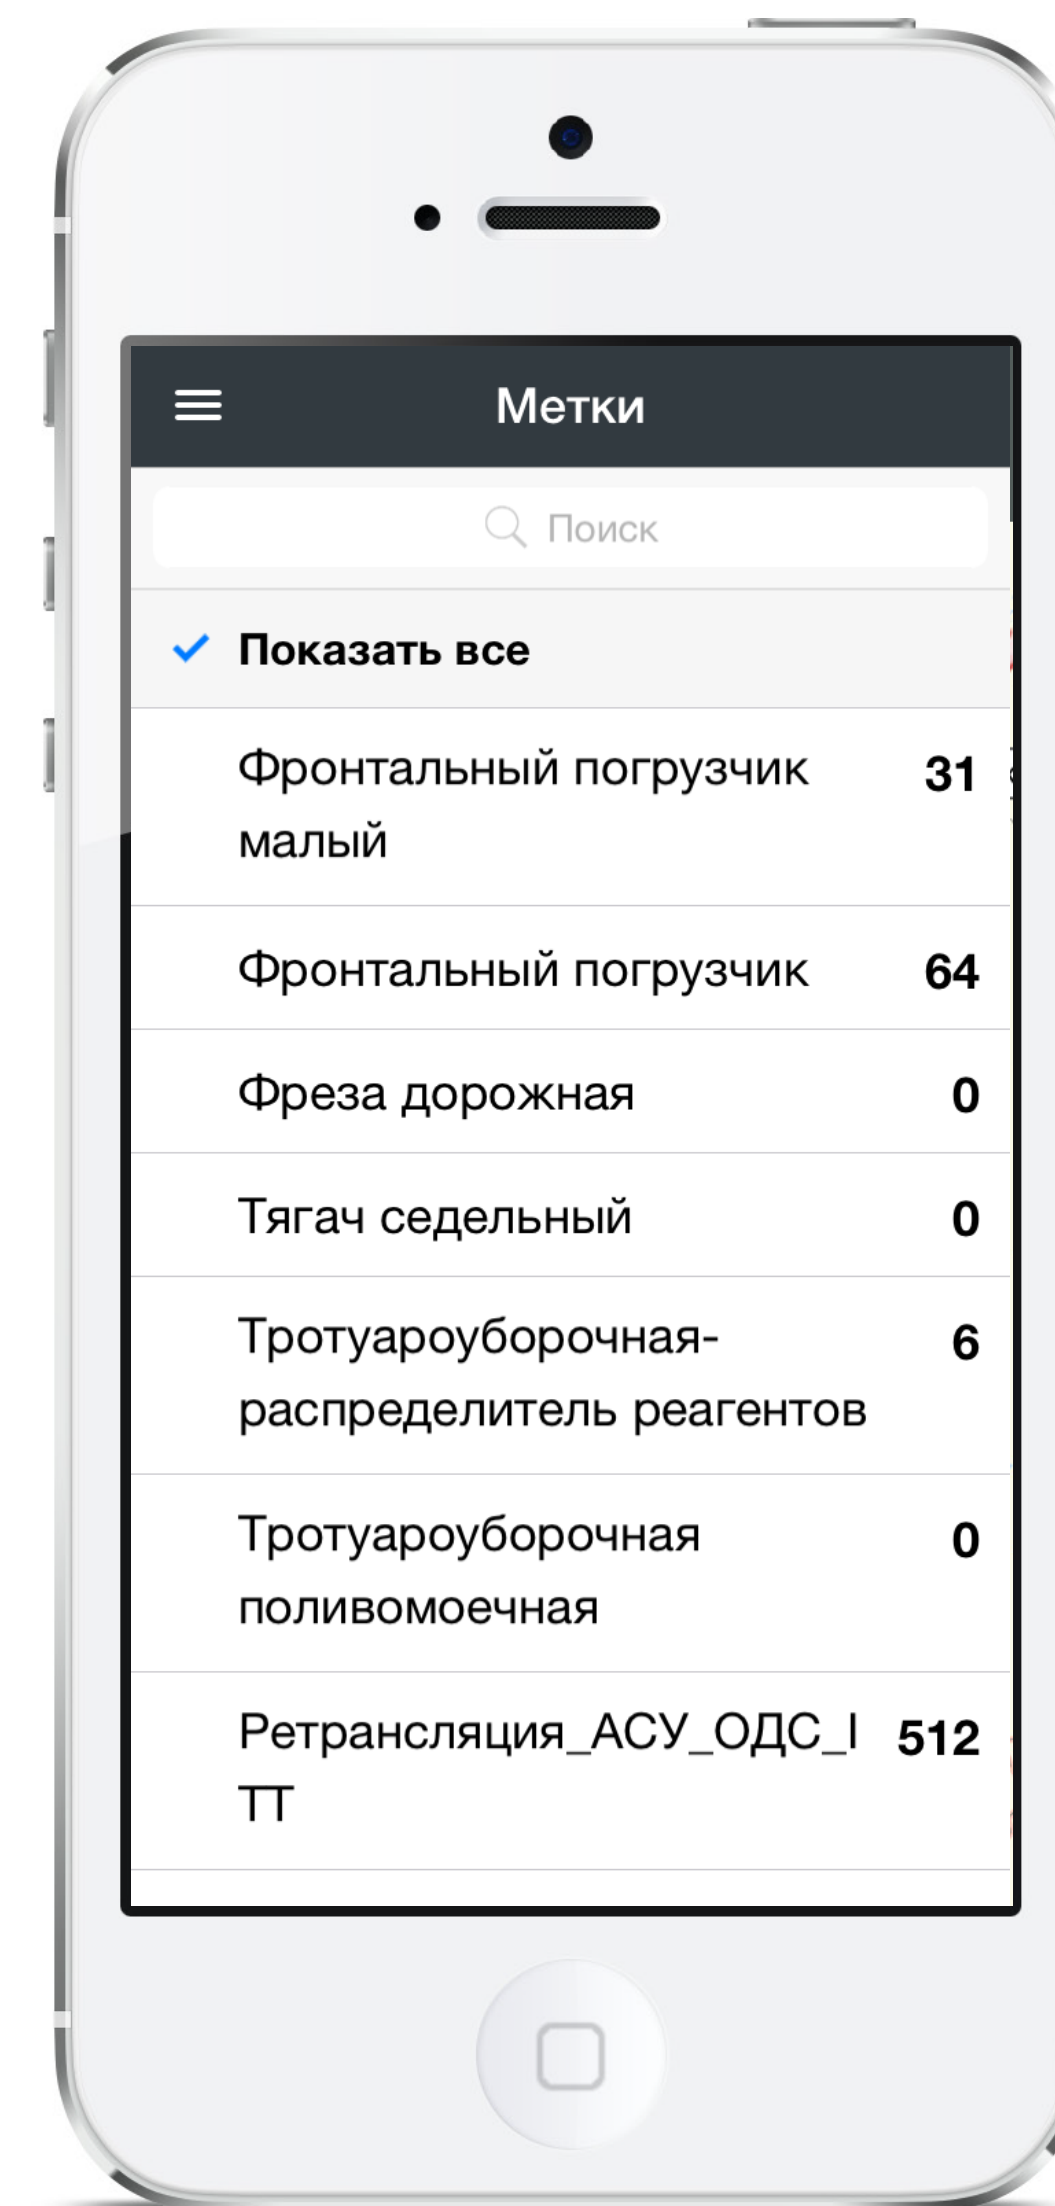 Метки
Поиск
Показать все
Фронтальный погрузчик 31
малый
Фронтальный погрузчик 64
Фреза дорожная 0
Тягач седельный 0
Тротуароуборочная- 6
распределитель реагентов
Тротуароуборочная 0
поливомоечная
Ретрансляция_АСУ_ОДС_I 512
ТТ